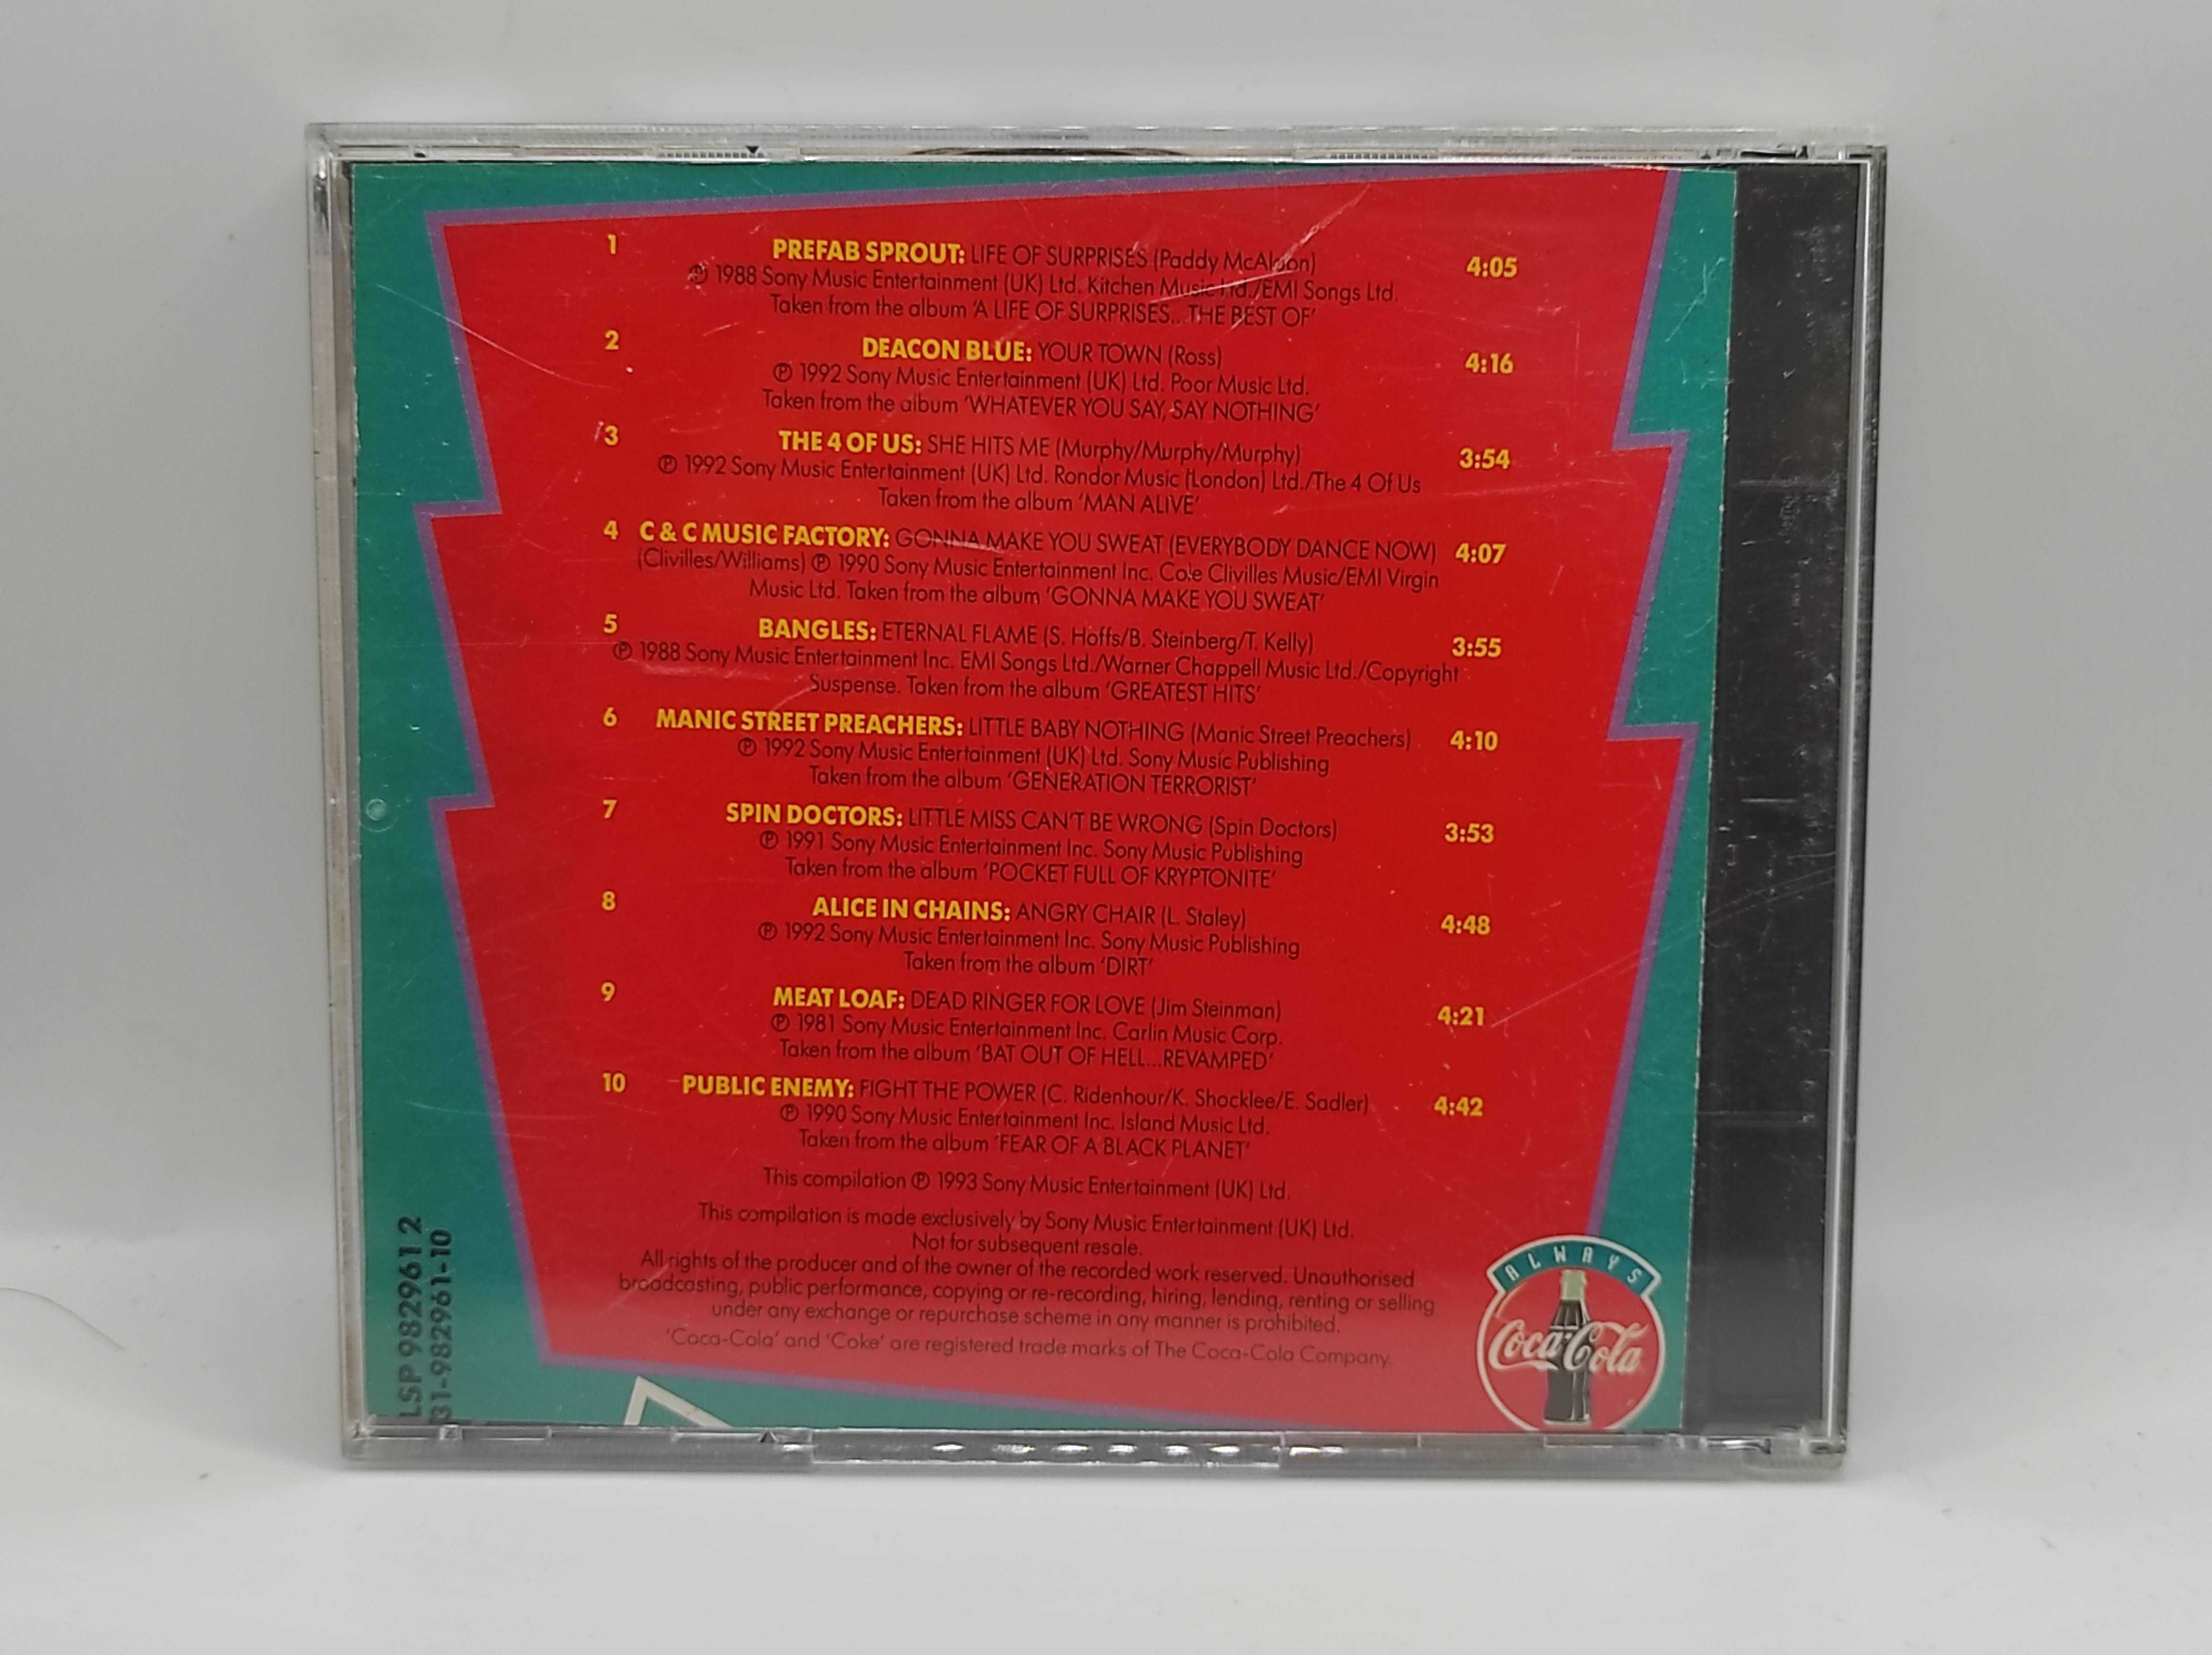 1 PREFAB SPROUT: LIFE OF SURPRISES (Paddy McAloon) 4:05
℗ 1988 Sony Music Entertainment (UK) Ltd. Kitchen Music Ltd./EMI Songs Ltd.
Taken from the album 'A LIFE OF SURPRISES.. THE BEST OF'
2 DEACON BLUE: YOUR TOWN (Ross) 4:16
℗ 1992 Sony Music Entertainment (UK) Ltd. Poor Music Ltd.
Taken from the album 'WHATEVER YOU SAY, SAY NOTHING'
3 THE 4 OF US: SHE HITS ME (Murphy/Murphy/Murphy) 3:54
℗ 1992 Sony Music Entertainment (UK) Ltd. Rondor Music (London) Ltd./The 4 Of Us
Taken from the album 'MAN ALIVE'
4 C & C MUSIC FACTORY: GONNA MAKE YOU SWEAT (EVERYBODY DANCE NOW) 4:07
(Clivilles/Williams) ℗ 1990 Sony Music Entertainment Inc. Cole Clivilles Music/EMI Virgin
Music Ltd. Taken from the album 'GONNA MAKE YOU SWEAT'
5 BANGLES: ETERNAL FLAME (S. Hoffs/B. Steinberg/T. Kelly) 3:55
℗ 1988 Sony Music Entertainment Inc. EMI Songs Ltd./Warner Chappell Music Ltd./Copyright
Suspense. Taken from the album 'GREATEST HITS'
6 MANIC STREET PREACHERS: LITTLE BABY NOTHING (Manic Street Preachers) 4:10
℗ 1992 Sony Music Entertainment (UK) Ltd. Sony Music Publishing
Taken from the album 'GENERATION TERRORIST'
7 SPIN DOCTORS: LITTLE MISS CAN'T BE WRONG (Spin Doctors) 3:53
℗ 1991 Sony Music Entertainment Inc. Sony Music Publishing
Taken from the album 'POCKET FULL OF KRYPTONITE'
8 ALICE IN CHAINS: ANGRY CHAIR (L. Staley) 4:48
℗ 1992 Sony Music Entertainment Inc. Sony Music Publishing
Taken from the album 'DIRT'
9 MEAT LOAF: DEAD RINGER FOR LOVE (Jim Steinman) 4:21
℗ 1981 Sony Music Entertainment Inc. Carlin Music Corp.
Taken from the album 'BAT OUT OF HELL...REVAMPED'
10 PUBLIC ENEMY: FIGHT THE POWER (C. Ridenhour/K. Shocklee/E. Sadler) 4:42
℗ 1990 Sony Music Entertainment Inc. Island Music Ltd.
Taken from the album 'FEAR OF A BLACK PLANET'
This compilation ℗ 1993 Sony Music Entertainment (UK) Ltd.
This compilation is made exclusively by Sony Music Entertainment (UK) Ltd.
Not for subsequent resale.
All rights of the producer and of the owner of the recorded work reserved. Unauthorised
broadcasting, public performance, copying or re-recording, hiring, lending, renting or selling
under any exchange or repurchase scheme in any manner is prohibited.
'Coca-Cola' and 'Coke' are registered trade marks of The Coca-Cola Company.
ALWAYS
Coca-Cola
LSP 982961 2
31-982961-10